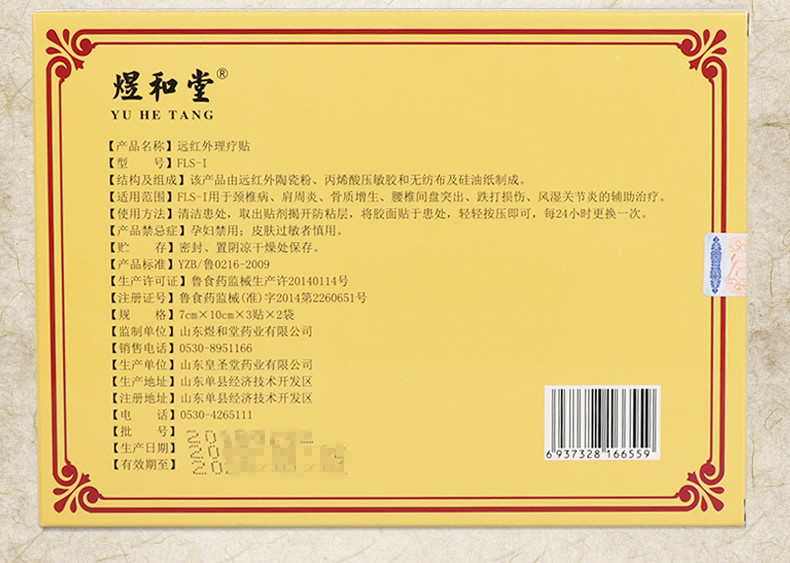 煜和堂®
YU HE TANG
【产品名称】远红外理疗贴
【型　　号】FLS-I
【结构及组成】该产品由远红外陶瓷粉、丙烯酸压敏胶和无纺布及硅油纸制成。
【适用范围】FLS-I用于颈椎病、肩周炎、骨质增生、腰椎间盘突出、跌打损伤、风湿关节炎的辅助治疗。
【使用方法】清洁患处，取出贴剂揭开防粘层，将胶面贴于患处，轻轻按压即可，每24小时更换一次。
【产品禁忌症】孕妇禁用；皮肤过敏者慎用。
【贮　　存】密封、置阴凉干燥处保存。
【产品标准】YZB/鲁0216-2009
【生产许可证】鲁食药监械生产许20140114号
【注册证号】鲁食药监械(准)字2014第2260651号
【规　　格】7cm×10cm×3贴×2袋
【监制单位】山东煜和堂药业有限公司
【销售电话】0530-8951166
【生产单位】山东皇圣堂药业有限公司
【生产地址】山东单县经济技术开发区
【注册地址】山东单县经济技术开发区
【电　　话】0530-4265111
【批　　号】20
【生产日期】20
【有效期至】20
6 937328 166559